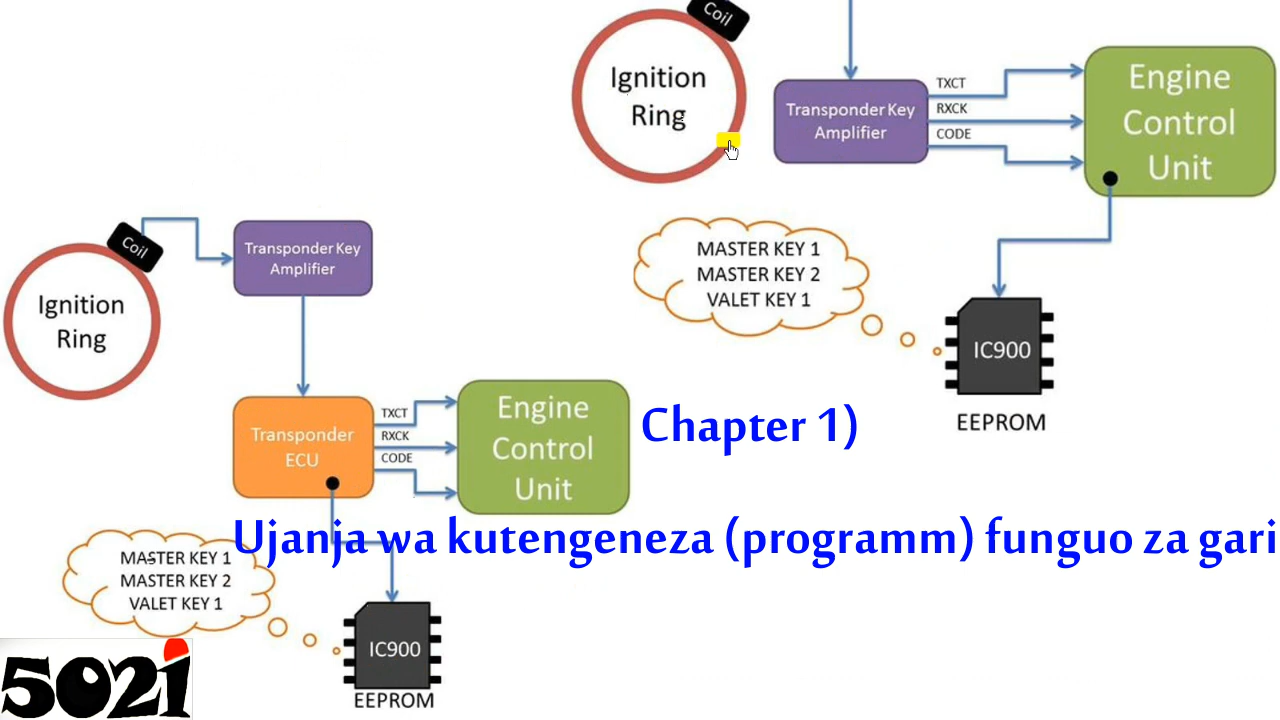 Coil
Ignition
Ring
Transponder Key
Amplifier
TXCT
RXCK
CODE
Engine
Control
Unit
MASTER KEY 1
MASTER KEY 2
VALET KEY 1
IC900
EEPROM
Coil
Ignition
Ring
Transponder Key
Amplifier
Transponder
ECU
TXCT
RXCK
CODE
Engine
Control
Unit
Chapter 1)
Ujanja wa kutengeneza (programm) funguo za gari
MASTER KEY 1
MASTER KEY 2
VALET KEY 1
IC900
EEPROM
5021